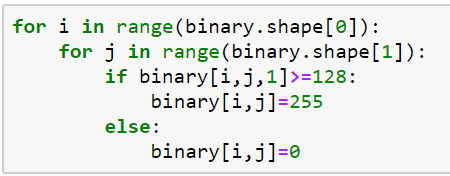 for i in range(binary.shape[0]):
    for j in range(binary.shape[1]):
        if binary[i,j,1]>=128:
            binary[i,j]=255
        else:
            binary[i,j]=0